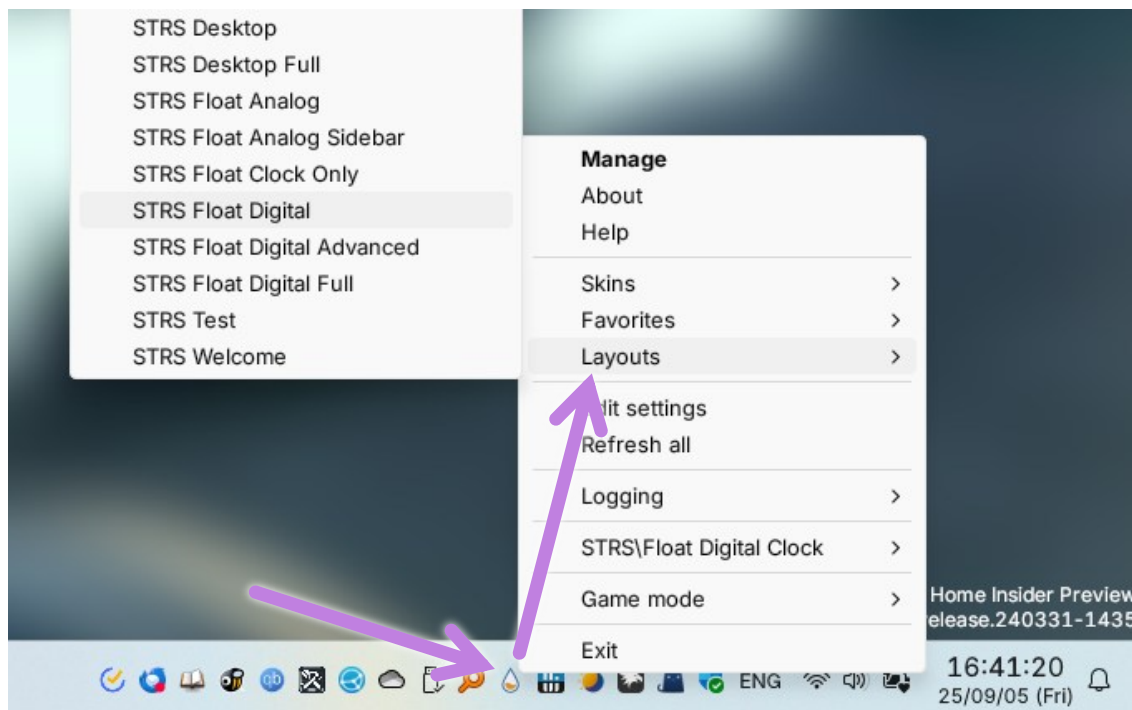 STRS Desktop
STRS Desktop Full
STRS Float Analog
STRS Float Analog Sidebar
STRS Float Clock Only
STRS Float Digital
STRS Float Digital Advanced
STRS Float Digital Full
STRS Test
STRS Welcome
Manage
About
Help
Skins
Favorites
Layouts
dit settings
Refresh all
Logging
STRS\Float Digital Clock
Game mode
Exit
Home Insider Preview
elease.240331-1435
qb
ENG
16:41:20
25/09/05 (Fri)